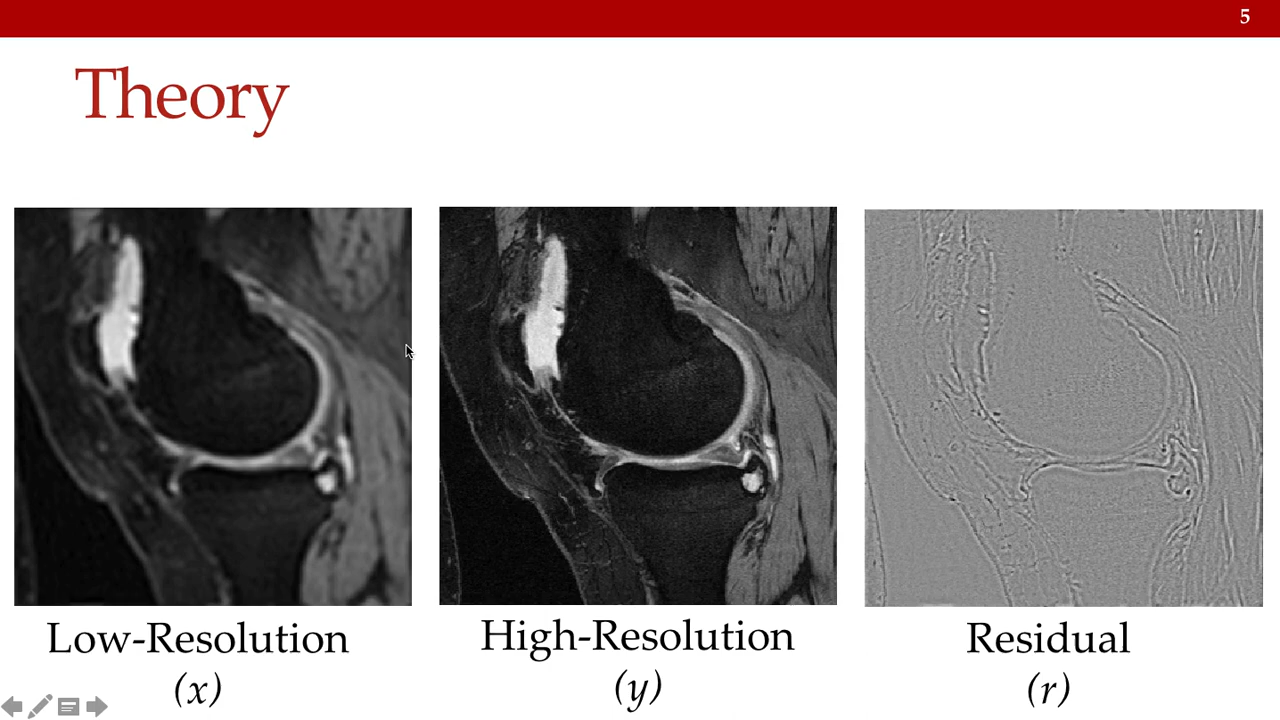 5
Theory
Low-Resolution
(x)
High-Resolution
(y)
Residual
(r)